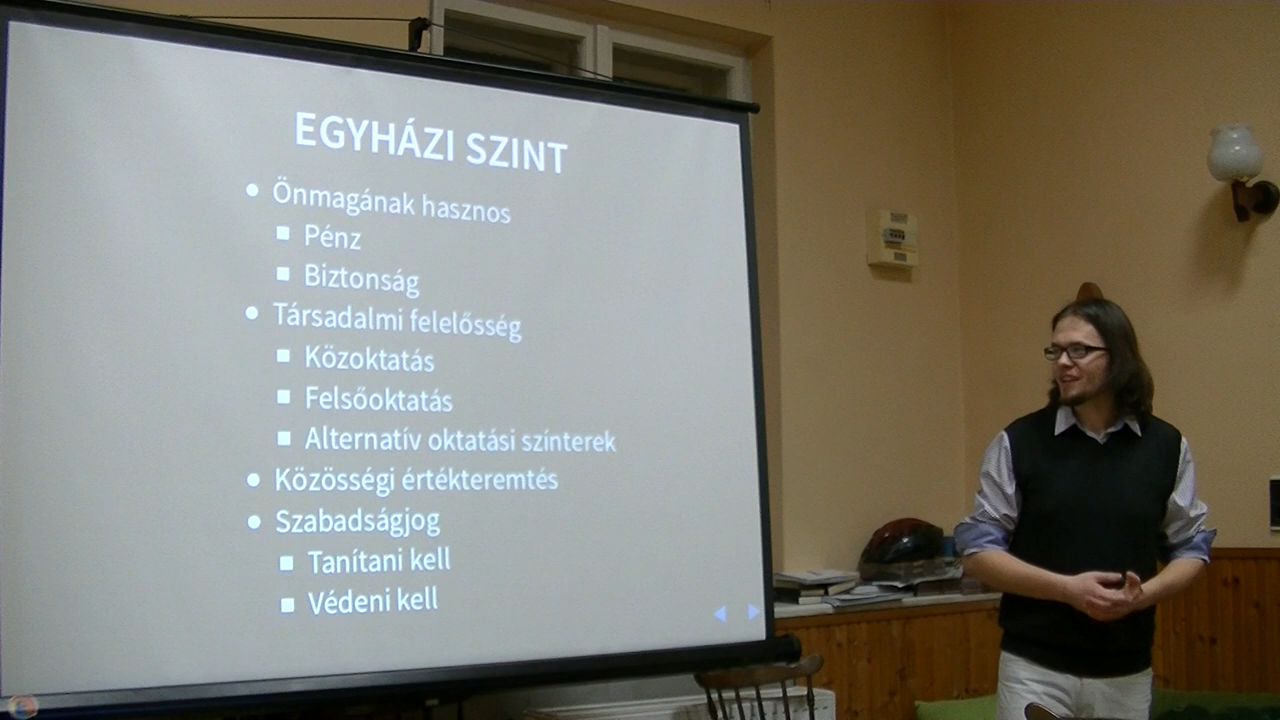 EGYHÁZI SZINT
Önmagának hasznos
Pénz
Biztonság
Társadalmi felelősség
Közoktatás
Felsőoktatás
Alternatív oktatási színterek
Közösségi értékteremtés
Szabadságjog
Tanítani kell
Védeni kell